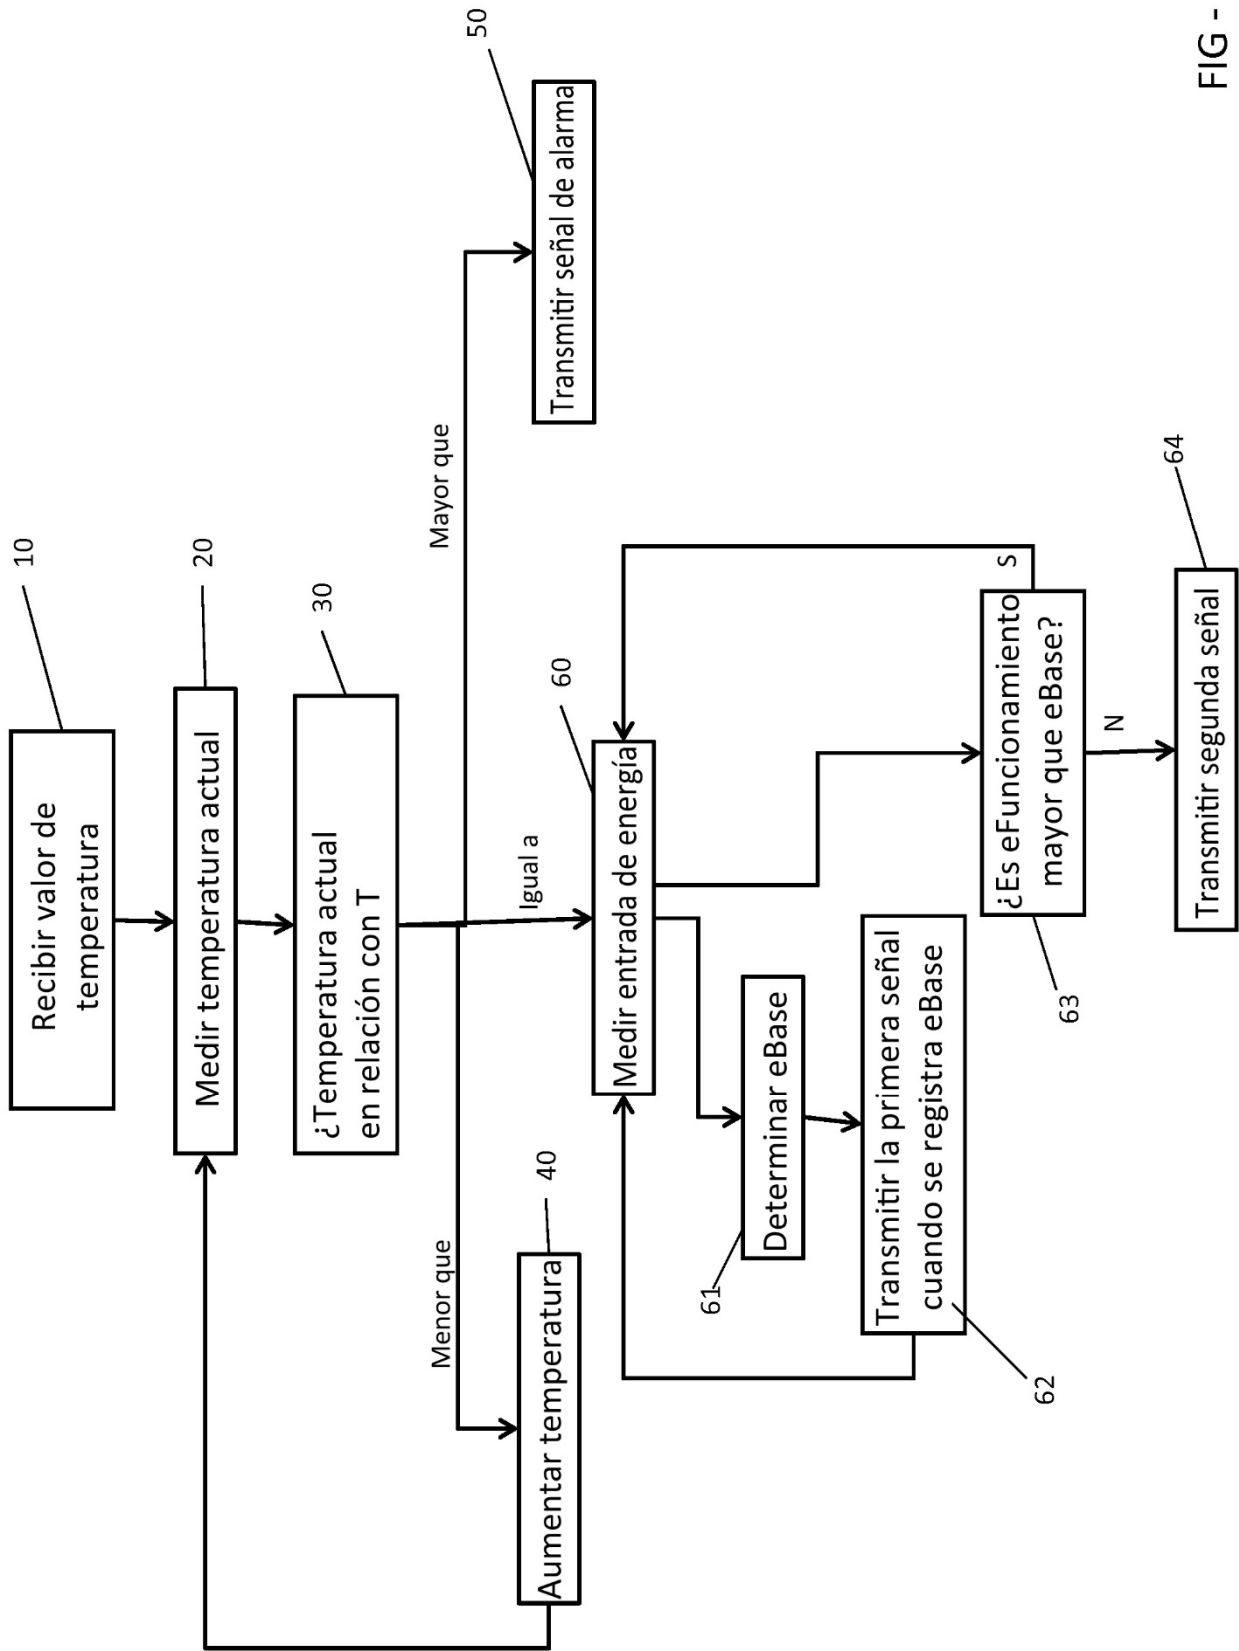 10
Recibir valor de
temperatura
20
Medir temperatura actual
30
¿Temperatura actual
en relación con T
Menor que
Mayor que
Igual a
40
Aumentar temperatura
50
Transmitir señal de alarma
60
Medir entrada de energía
61
Determinar eBase
Transmitir la primera señal
cuando se registra eBase
62
S
¿Es eFuncionamiento
mayor que eBase?
63
N
64
Transmitir segunda señal
FIG -